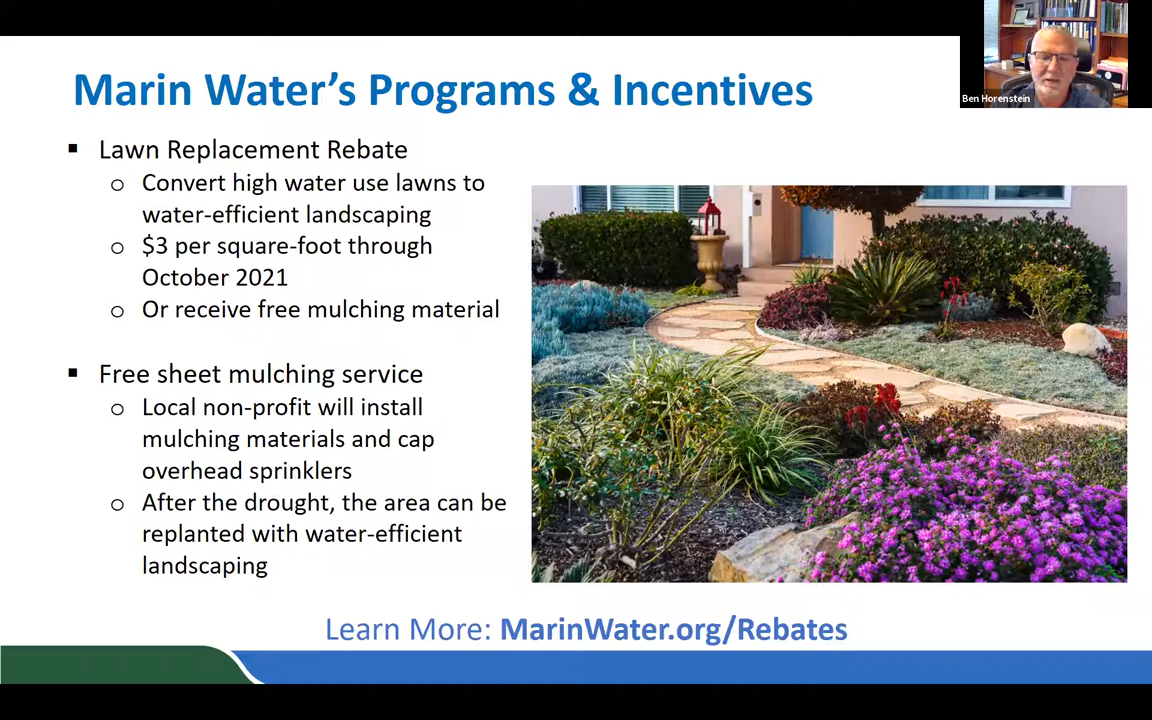 Marin Water's Programs & Incentives
Ben Horenstein
▪ Lawn Replacement Rebate
o Convert high water use lawns to
water-efficient landscaping
o $3 per square-foot through
October 2021
o Or receive free mulching material
▪ Free sheet mulching service
o Local non-profit will install
mulching materials and cap
overhead sprinklers
o After the drought, the area can be
replanted with water-efficient
landscaping
Learn More: MarinWater.org/Rebates